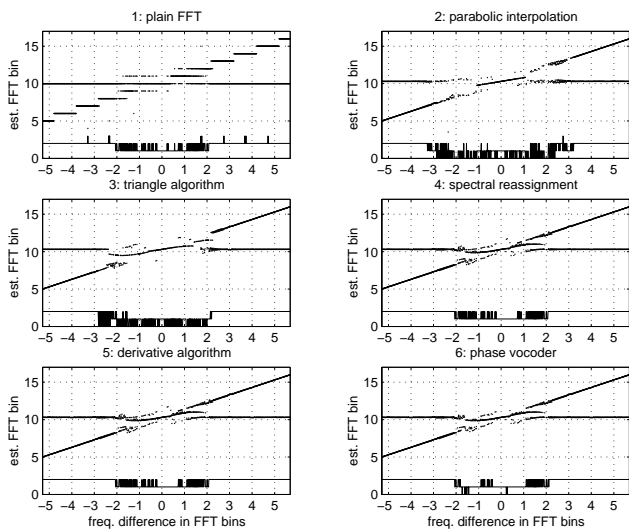 1: plain FFT
2: parabolic interpolation
est. FFT bin
15
10
5
0
−5 −4 −3 −2 −1 0 1 2 3 4 5
est. FFT bin
15
10
5
0
−5 −4 −3 −2 −1 0 1 2 3 4 5
3: triangle algorithm
4: spectral reassignment
est. FFT bin
15
10
5
0
−5 −4 −3 −2 −1 0 1 2 3 4 5
est. FFT bin
15
10
5
0
−5 −4 −3 −2 −1 0 1 2 3 4 5
5: derivative algorithm
6: phase vocoder
est. FFT bin
15
10
5
0
−5 −4 −3 −2 −1 0 1 2 3 4 5
freq. difference in FFT bins
est. FFT bin
15
10
5
0
−5 −4 −3 −2 −1 0 1 2 3 4 5
freq. difference in FFT bins